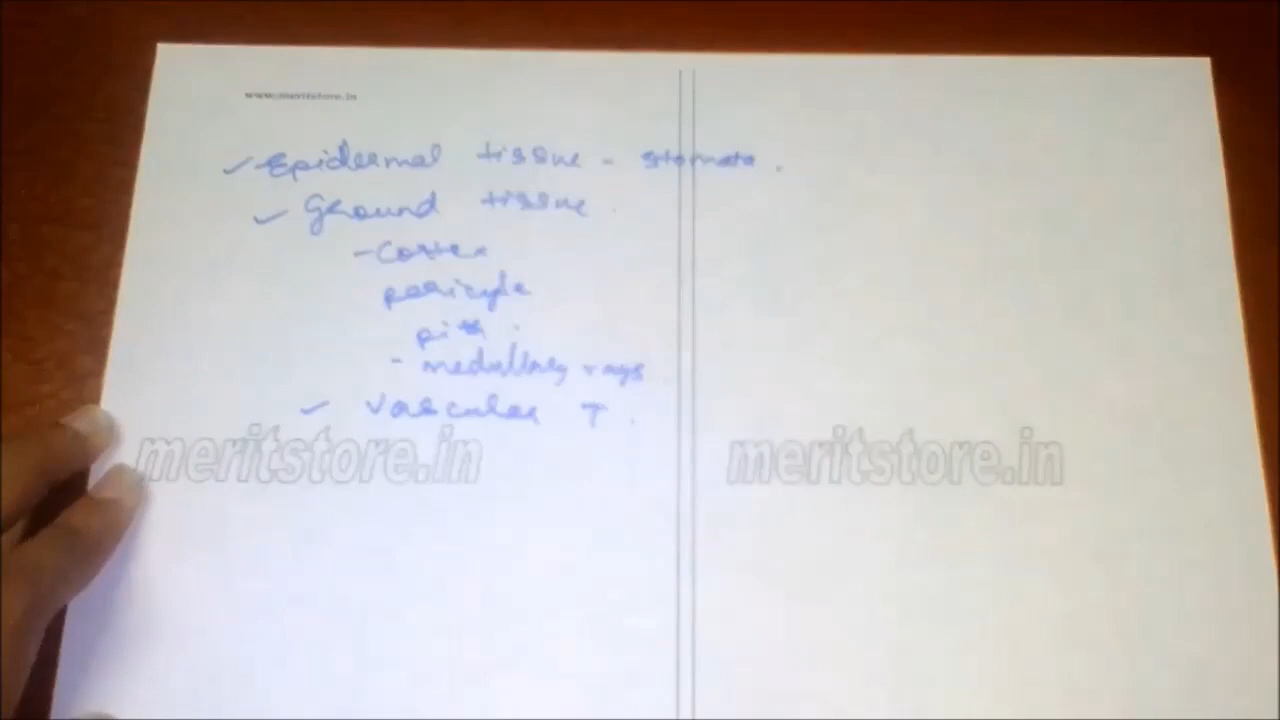 www.meritstore.in
Epidermal tissue - stomata.
Ground tissue
- Cortex
pericycle
pith.
- medullary rays
Vascular T.
meritstore.in meritstore.in